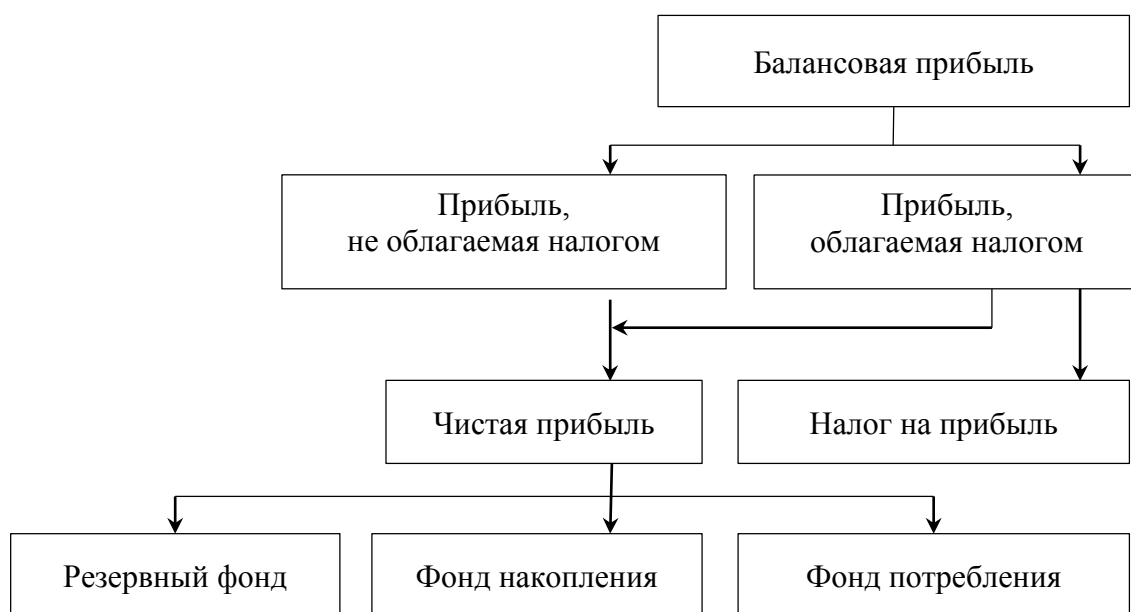 Балансовая прибыль
Прибыль,
не облагаемая налогом
Прибыль,
облагаемая налогом
Чистая прибыль
Налог на прибыль
Резервный фонд
Фонд накопления
Фонд потребления